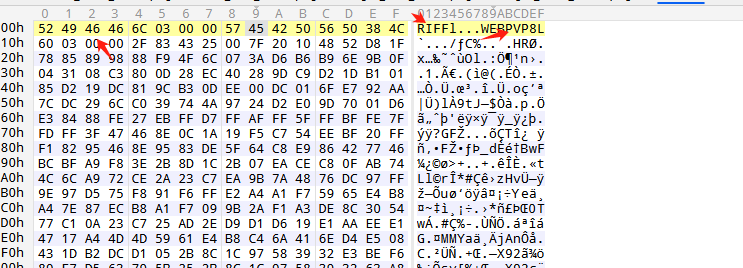 0 1 2 3 4 5 6 7 8 9 A B C D E F 0123456789ABCDEF
00h 52 49 46 46 6C 03 00 00 57 45 42 50 56 50 38 4C RIFFl...WEBPVP8L
10h 60 03 00 00 2F 83 43 25 00 7F 20 10 48 52 D8 1F `.../ƒC%.. .HRØ.
20h 78 85 89 98 88 F9 4F 6C 07 3A D6 B6 B9 6E 9B 0F x…‰˜ˆùOl.:Ö¶¹n›.
30h 04 31 08 C3 80 0D 28 EC 40 28 9D C9 D2 1D B1 01 .1.Ã€.(ì@(.ÉÒ.±.
40h 85 D2 19 DC 81 9C B3 0D EE 00 DC 01 6F E7 92 AA …Ò.Ü.œ³.î.Ü.oç’ª
50h 7C DC 29 6C C0 39 74 4A 97 24 D2 E0 9D 70 01 D6 |Ü)lÀ9tJ—$Òà.p.Ö
60h E3 84 88 FE 27 EB FF D7 FF AF FF 5F FF BF FE 7F ã„ˆþ'ëÿ×ÿ¯ÿ_ÿ¿þ.
70h FD FF 3F 47 46 8E 0C 1A 19 F5 C7 54 EE BF 20 FF ýÿ?GFŽ...õÇTî¿ ÿ
80h F1 82 95 46 8E 95 83 DE 5F 64 C8 E9 86 42 77 46 ñ‚•FŽ•ƒÞ_dÈé†BwF
90h BC BF A9 F8 3E 2B 8D 1C 2B 07 EA CE C8 0F AB 74 ¼¿©ø>+..+.êÎÈ.«t
A0h 4C 6C A9 72 CE 2A 23 C7 EA 9B 7A 48 76 DC 97 FF Ll©rÎ*#Çê›zHvÜ—ÿ
B0h 9E 97 D5 75 F8 91 F6 FF E2 A4 A1 F7 59 65 E4 B8 ž—Õuø‘öÿâ¤¡÷Yeä¸
C0h A4 7E 87 EC B8 A1 F7 09 9B 2A F1 A3 DE 8C 30 54 ¤~‡ì¸¡÷.›*ñ£ÞŒ0T
D0h 77 C1 0A 23 C7 25 AD 2E D9 D1 D6 19 E1 AA EE E1 wÁ.#Ç%-.ÙÑÖ.áªîá
E0h 47 17 A4 4D 4D 59 61 E4 B8 C4 6A 41 6E D4 E5 08 G.¤MMYaä¸ÄjAnÔå.
F0h 43 1D B2 DC D1 05 2B 8C 1C 97 58 39 32 E3 BE F6 C.²ÜÑ.+Œ.—X92ã¾ö